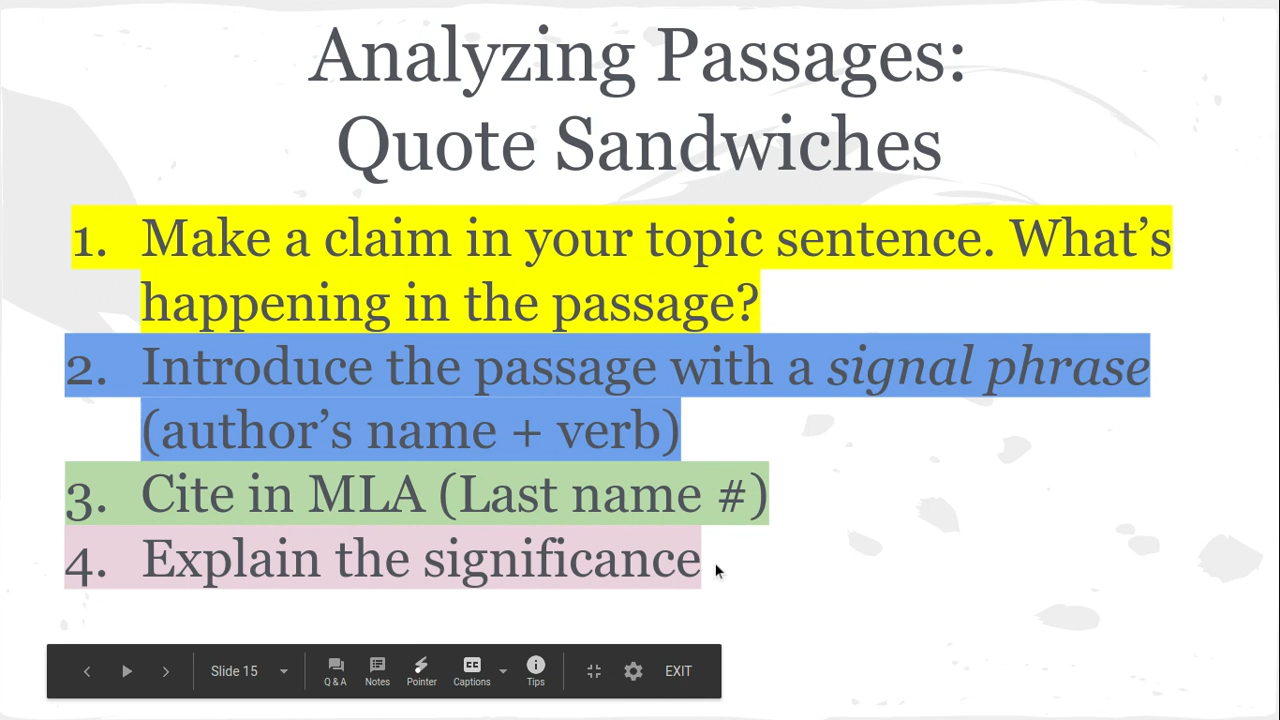 Analyzing Passages:
Quote Sandwiches
1. Make a claim in your topic sentence. What’s
happening in the passage?
2. Introduce the passage with a signal phrase
(author’s name + verb)
3. Cite in MLA (Last name #)
4. Explain the significance
Slide 15 Q & A Notes Pointer Captions Tips EXIT